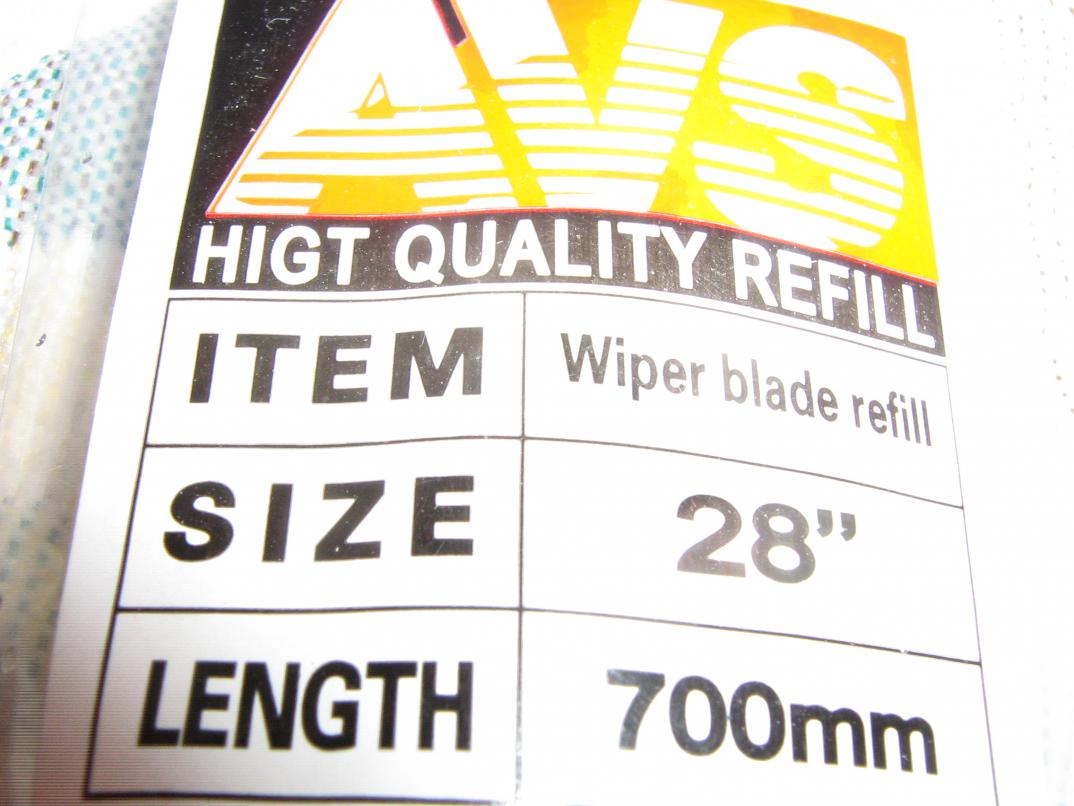 AVS
HIGT QUALITY REFILL
ITEM Wiper blade refill
SIZE 28”
LENGTH 700mm